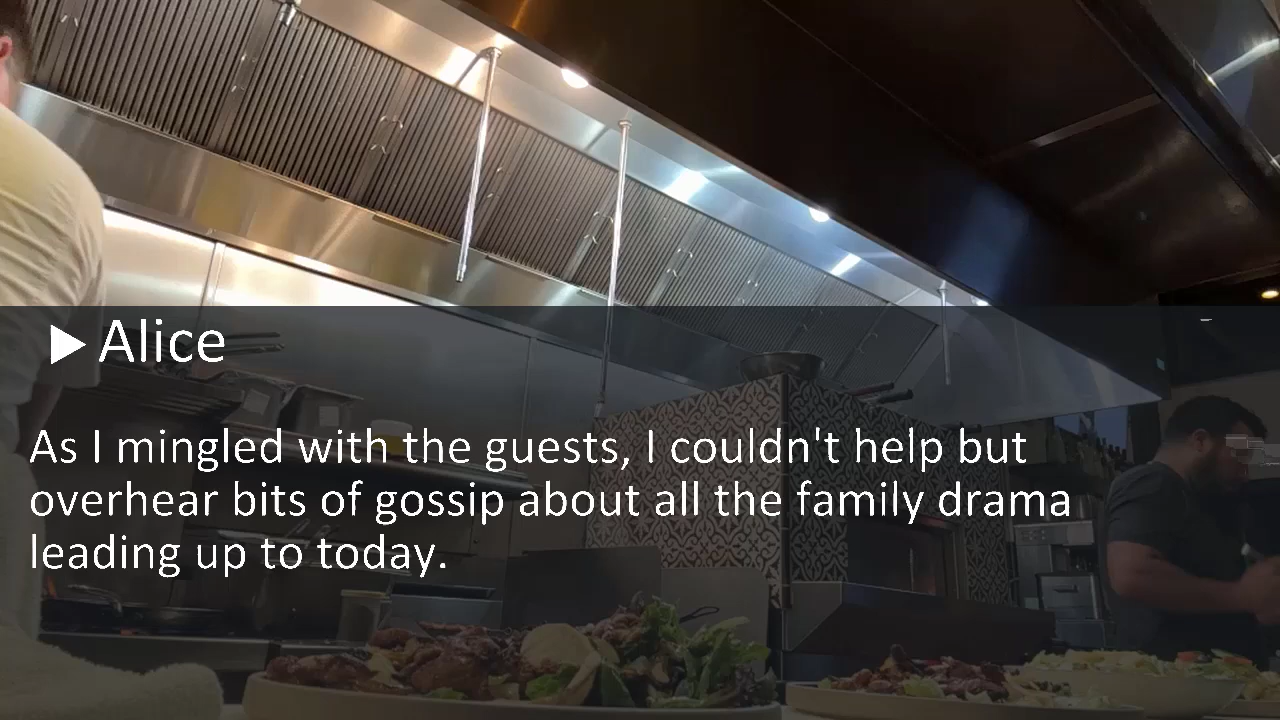 ▶Alice
As I mingled with the guests, I couldn't help but
overhear bits of gossip about all the family drama
leading up to today.